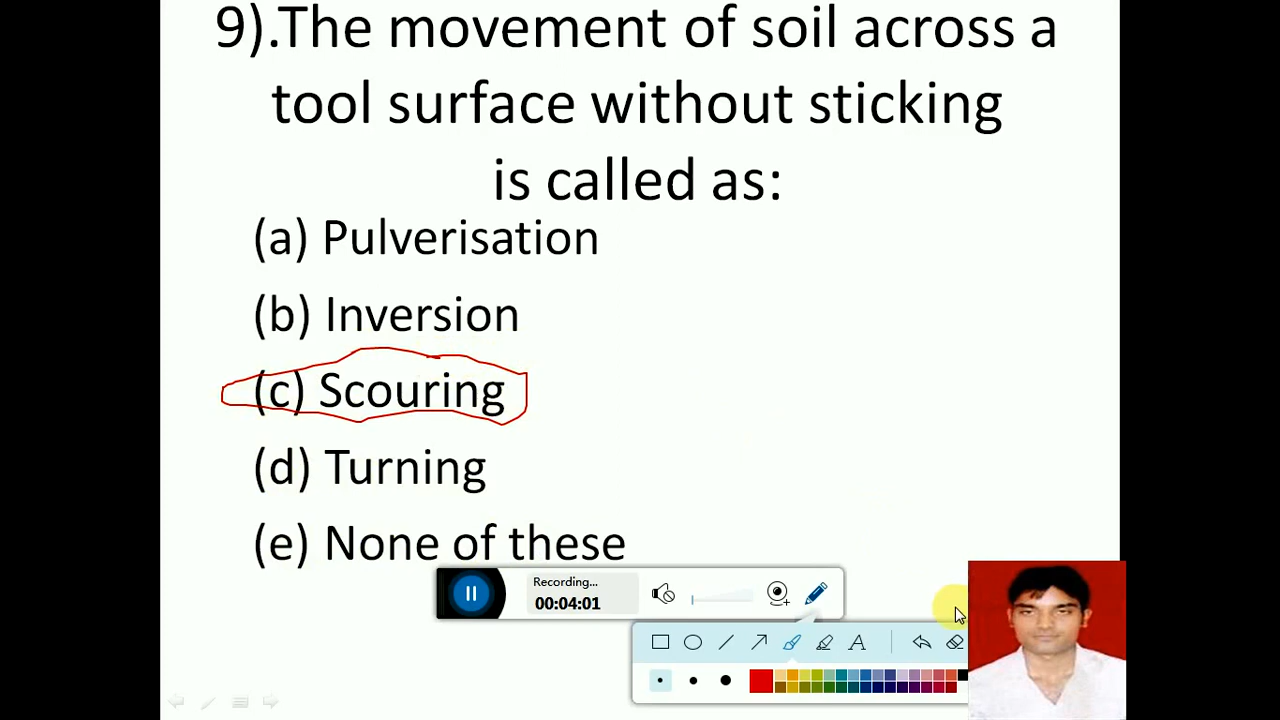 9).The movement of soil across a
tool surface without sticking
is called as:
(a) Pulverisation
(b) Inversion
(c) Scouring
(d) Turning
(e) None of these
Recording...
00:04:01
A